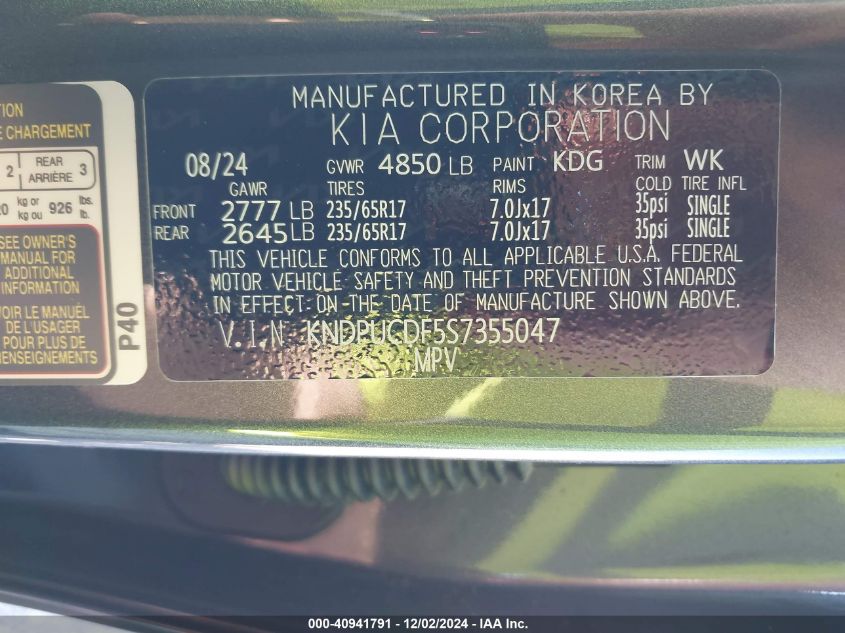 TION
E CHARGEMENT
2 REAR ARRIÈRE 3
20 kg or kg ou 926 lbs. lb.
SEE OWNER'S
MANUAL FOR
ADDITIONAL
INFORMATION
VOIR LE MANUEL
DE L'USAGER
POUR PLUS DE
RENSEIGNEMENTS
P40
MANUFACTURED IN KOREA BY
KIA CORPORATION
08/24 GVWR 4850 LB PAINT KDG TRIM WK
GAWR TIRES RIMS COLD TIRE INFL
FRONT 2777 LB 235/65R17 7.0Jx17 35psi SINGLE
REAR 2645 LB 235/65R17 7.0Jx17 35psi SINGLE
THIS VEHICLE CONFORMS TO ALL APPLICABLE U.S.A. FEDERAL
MOTOR VEHICLE SAFETY AND THEFT PREVENTION STANDARDS
IN EFFECT ON THE DATE OF MANUFACTURE SHOWN ABOVE.
V.I.N KNDPUCDF5S7355047
MPV
000-40941791 - 12/02/2024 - IAA Inc.